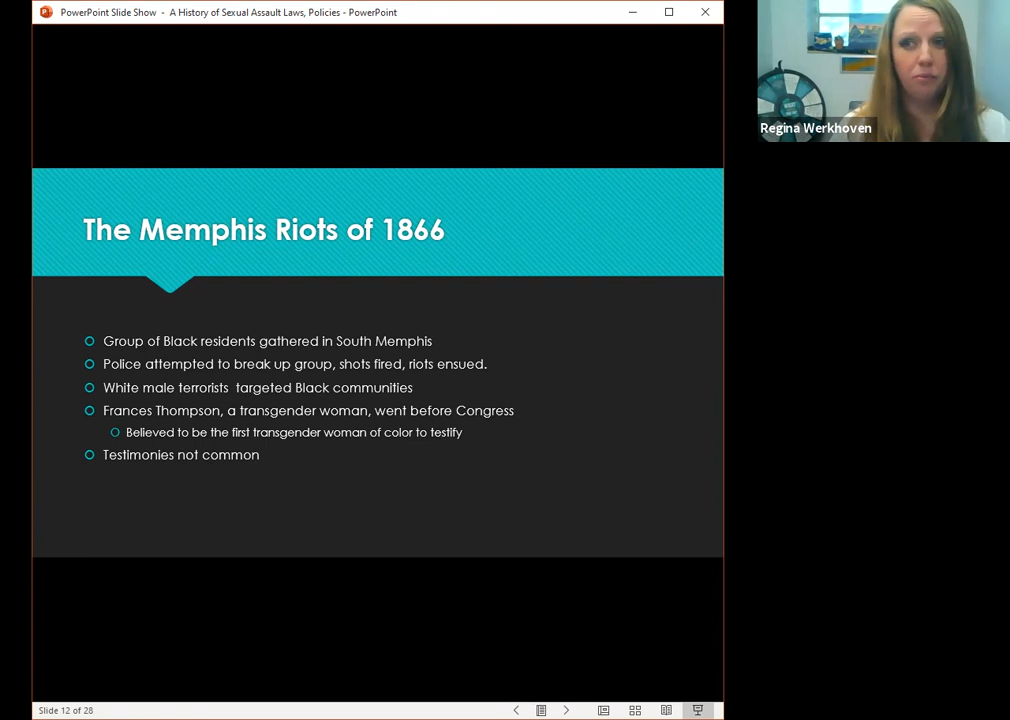 PowerPoint Slide Show - A History of Sexual Assault Laws, Policies - PowerPoint
Regina Werkhoven
The Memphis Riots of 1866
Group of Black residents gathered in South Memphis
Police attempted to break up group, shots fired, riots ensued.
White male terrorists targeted Black communities
Frances Thompson, a transgender woman, went before Congress
Believed to be the first transgender woman of color to testify
Testimonies not common
Slide 12 of 28